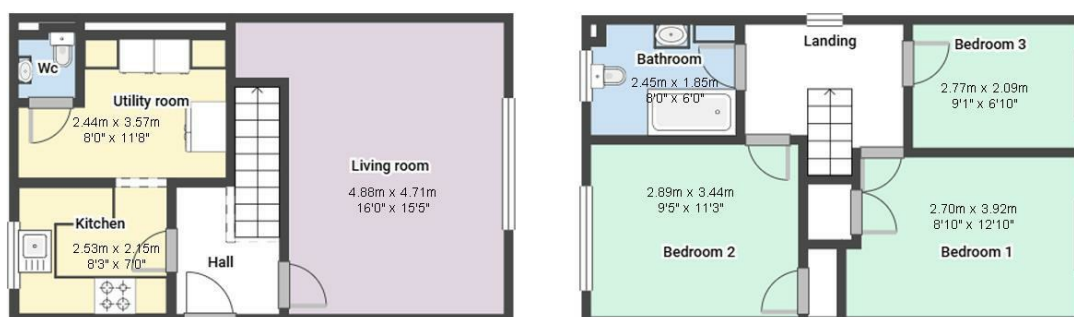 Wc
Utility room
2.44m x 3.57m
8'0" x 11'8"
Kitchen
2.53m x 2.15m
8'3" x 7'0"
Hall
Living room
4.88m x 4.71m
16'0" x 15'5"
Bathroom
2.45m x 1.85m
8'0" x 6'0"
Landing
Bedroom 3
2.77m x 2.09m
9'1" x 6'10"
2.89m x 3.44m
9'5" x 11'3"
Bedroom 2
2.70m x 3.92m
8'10" x 12'10"
Bedroom 1